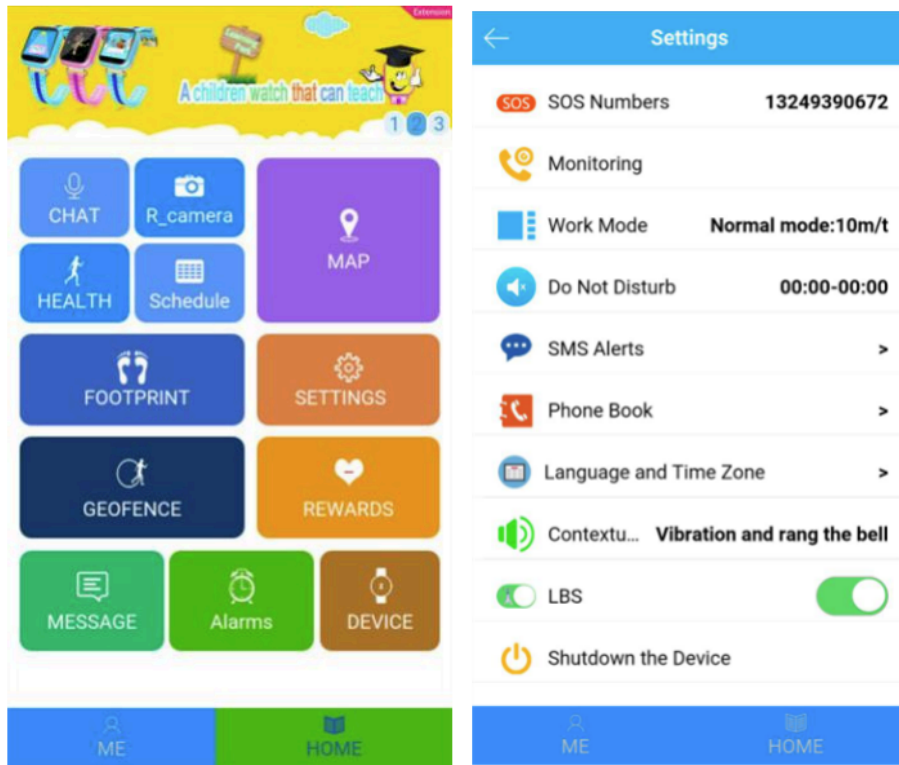 Extension
SOS
Learning Fun
A children watch that can teach
1 2 3
CHAT
R_camera
MAP
HEALTH
Schedule
FOOTPRINT
SETTINGS
GEOFENCE
REWARDS
MESSAGE
Alarms
DEVICE
ME
HOME
Settings
SOS SOS Numbers 13249390672
Monitoring
Work Mode Normal mode:10m/t
Do Not Disturb 00:00-00:00
SMS Alerts >
Phone Book >
Language and Time Zone >
Contextu... Vibration and rang the bell
LBS
Shutdown the Device
ME
HOME